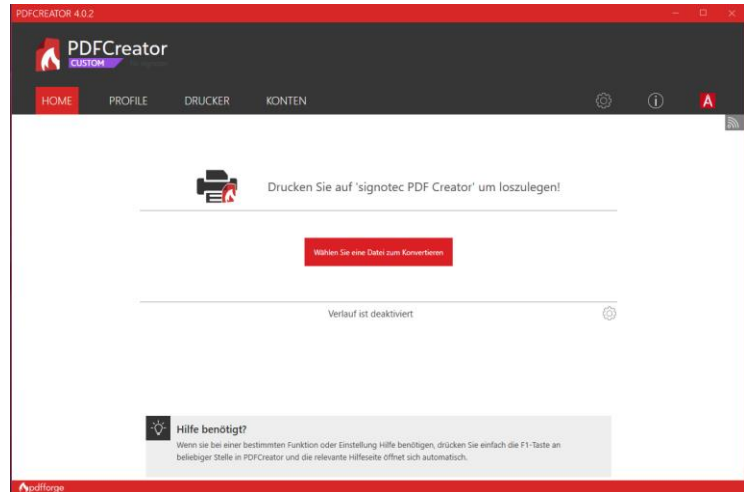 PDFCREATOR 4.0.2
PDFCreator
CUSTOM
HOME PROFILE DRUCKER KONTEN
Drucken Sie auf 'signotec PDF Creator' um loszulegen!
Wählen Sie eine Datei zum Konvertieren
Verlauf ist deaktiviert
Hilfe benötigt?
Wenn sie bei einer bestimmten Funktion oder Einstellung Hilfe benötigen, drücken Sie einfach die F1-Taste an
beliebiger Stelle in PDFCreator und die relevante Hilfeseite öffnet sich automatisch.
pdfforge